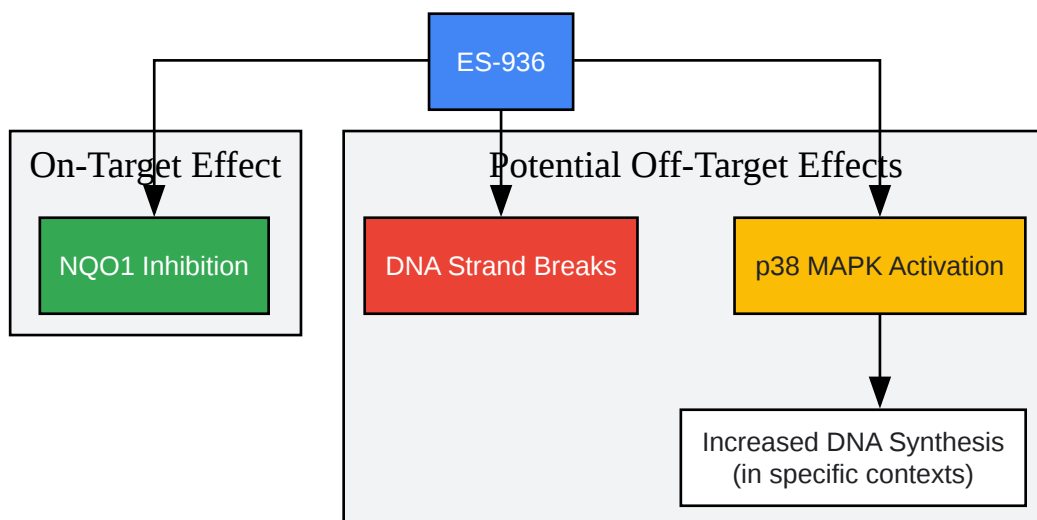 ES-936
On-Target Effect
Potential Off-Target Effects
NQO1 Inhibition
DNA Strand Breaks
p38 MAPK Activation
Increased DNA Synthesis
(in specific contexts)